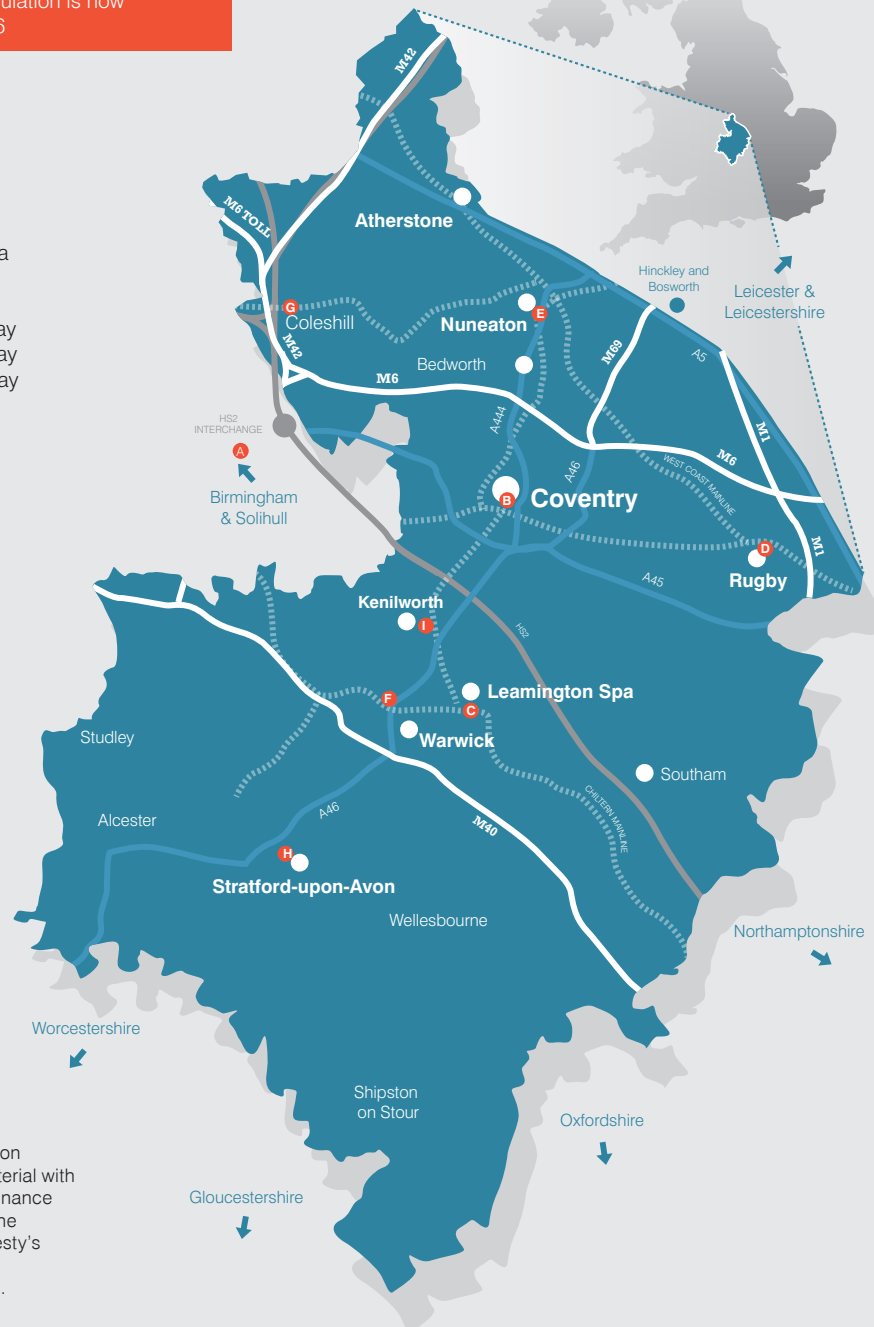 ulation is now
6
a
ay
ay
ay
M42
M6 TOLL
Atherstone
Hinckley and
Bosworth
Leicester &
Leicestershire
G
Coleshill
E
Nuneaton
M42
M69
A5
Bedworth
M6
A444
M1
HS2
INTERCHANGE
A
A46
M6
WEST COAST MAINLINE
Birmingham
& Solihull
B
Coventry
D
M1
Rugby
A45
Kenilworth
I
HS2
F
Leamington Spa
C
Studley
Warwick
Southam
Alcester
A46
M40
CHILTERN MAINLINE
H
Stratford-upon-Avon
Wellesbourne
Northamptonshire
Worcestershire
Shipston
on Stour
Oxfordshire
Gloucestershire
on
terial with
nance
ne
esty's
.